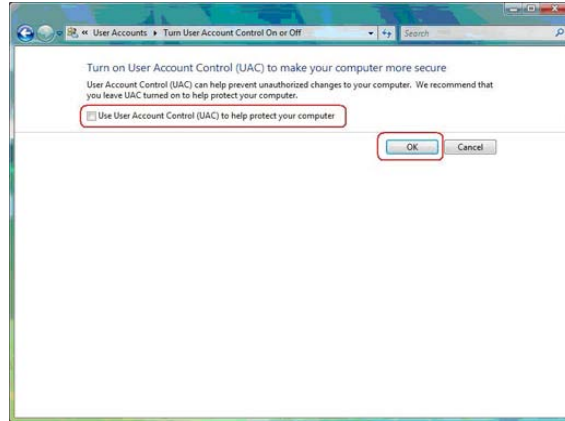 « User Accounts ▸ Turn User Account Control On or Off
Search
Turn on User Account Control (UAC) to make your computer more secure
User Account Control (UAC) can help prevent unauthorized changes to your computer. We recommend that
you leave UAC turned on to help protect your computer.
Use User Account Control (UAC) to help protect your computer
OK
Cancel